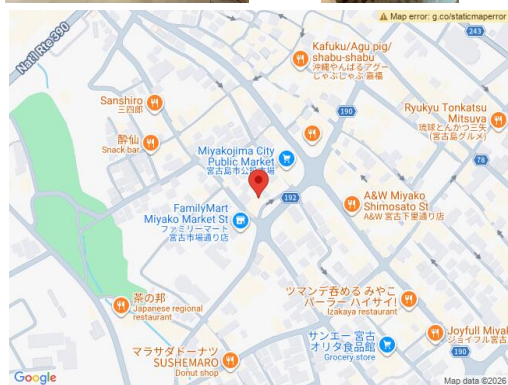 Map error: g.co/staticmaperror
Nat'l Rte 390
243
Kafuku/Agu pig/
shabu-shabu
沖縄やんばるアグー
しゃぶしゃぶ 嘉福
Sanshiro
三四郎
190
Ryukyu Tonkatsu
Mitsuya
琉球とんかつ三矢
(宮古島グルメ)
酔仙
Snack bar
Miyakojima City
Public Market
宮古島市公設市場
78
192
A&W Miyako
Shimosato St
A&W 宮古下里通り店
FamilyMart
Miyako Market St
ファミリーマート
宮古市場通り店
茶の邦
Japanese regional
restaurant
ツマンデ呑める みやこ
パーラー ハイサイ!
Izakaya restaurant
サンエー 宮古
オリタ食品館
Grocery store
Joyfull Miyak
ジョイフル宮古
190
マラサダドーナツ
SUSHEMARO
Donut shop
Google
Map data ©2026